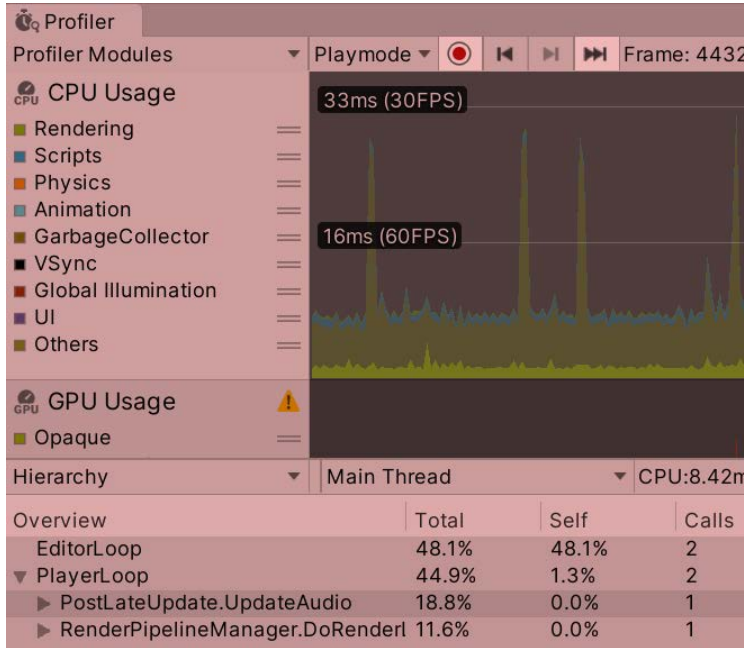 Profiler
Profiler Modules Playmode Frame: 4432
CPU CPU Usage 33ms (30FPS)
Rendering
Scripts
Physics
Animation
GarbageCollector 16ms (60FPS)
VSync
Global Illumination
UI
Others
GPU GPU Usage
Opaque
Hierarchy Main Thread CPU:8.42m
Overview Total Self Calls
EditorLoop 48.1% 48.1% 2
PlayerLoop 44.9% 1.3% 2
PostLateUpdate.UpdateAudio 18.8% 0.0% 1
RenderPipelineManager.DoRenderl 11.6% 0.0% 1